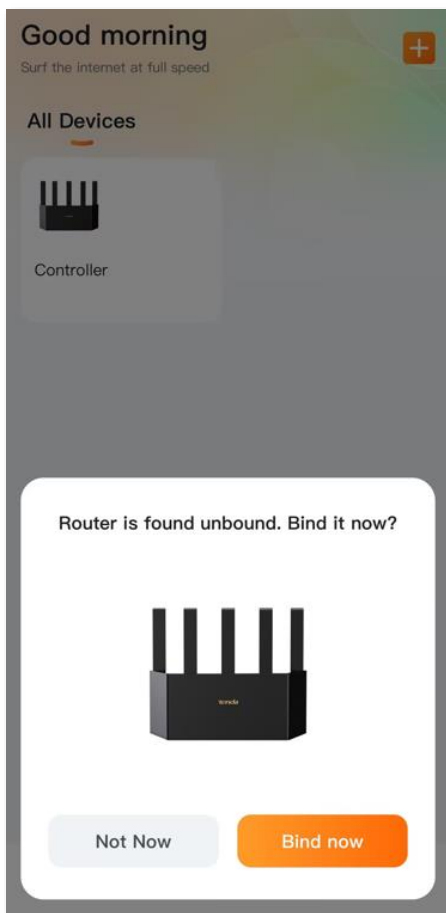 Good morning
Surf the internet at full speed
All Devices
Controller
Router is found unbound. Bind it now?
Tenda
Not Now
Bind now